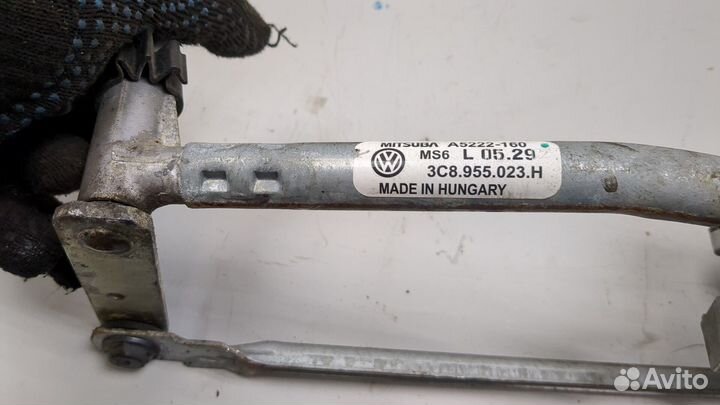 MITSUBA A5222-160
MS6 L 05.29
3C8.955.023.H
MADE IN HUNGARY
Avito